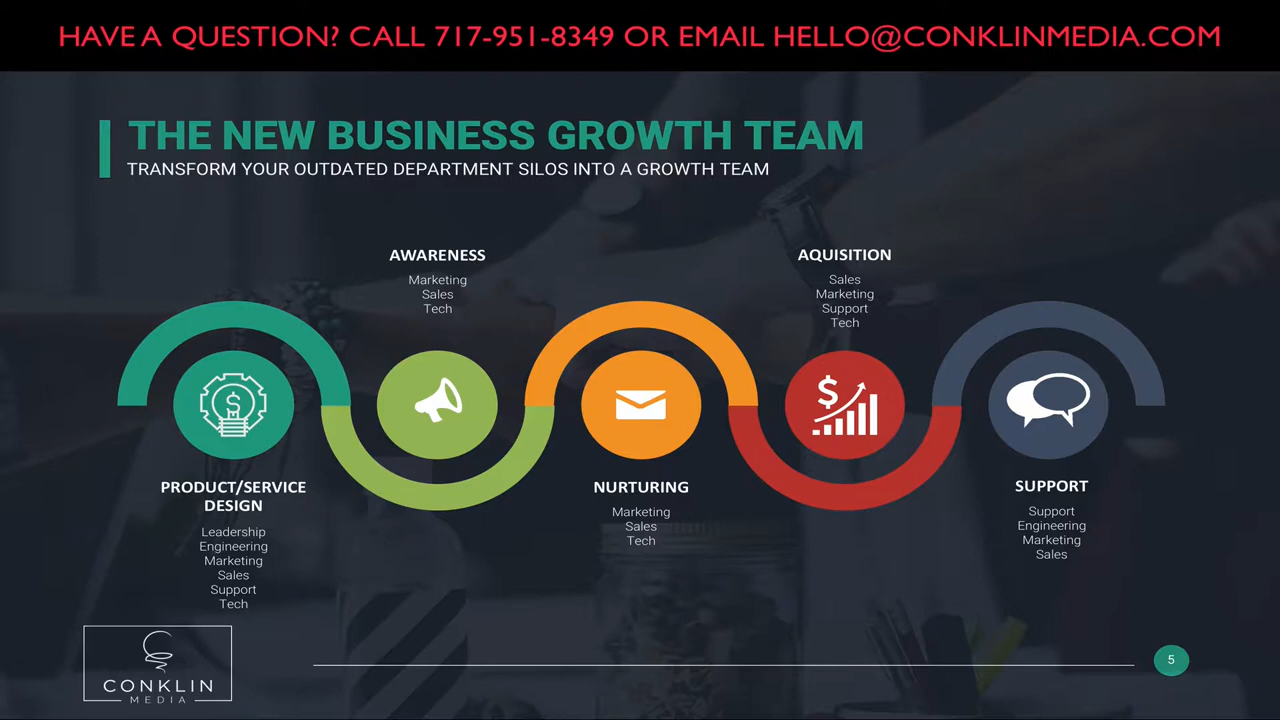 HAVE A QUESTION? CALL 717-951-8349 OR EMAIL HELLO@CONKLINMEDIA.COM
THE NEW BUSINESS GROWTH TEAM
TRANSFORM YOUR OUTDATED DEPARTMENT SILOS INTO A GROWTH TEAM
AWARENESS
Marketing
Sales
Tech
AQUISITION
Sales
Marketing
Support
Tech
$
$
PRODUCT/SERVICE
DESIGN
Leadership
Engineering
Marketing
Sales
Support
Tech
NURTURING
Marketing
Sales
Tech
SUPPORT
Support
Engineering
Marketing
Sales
CONKLIN
MEDIA
5